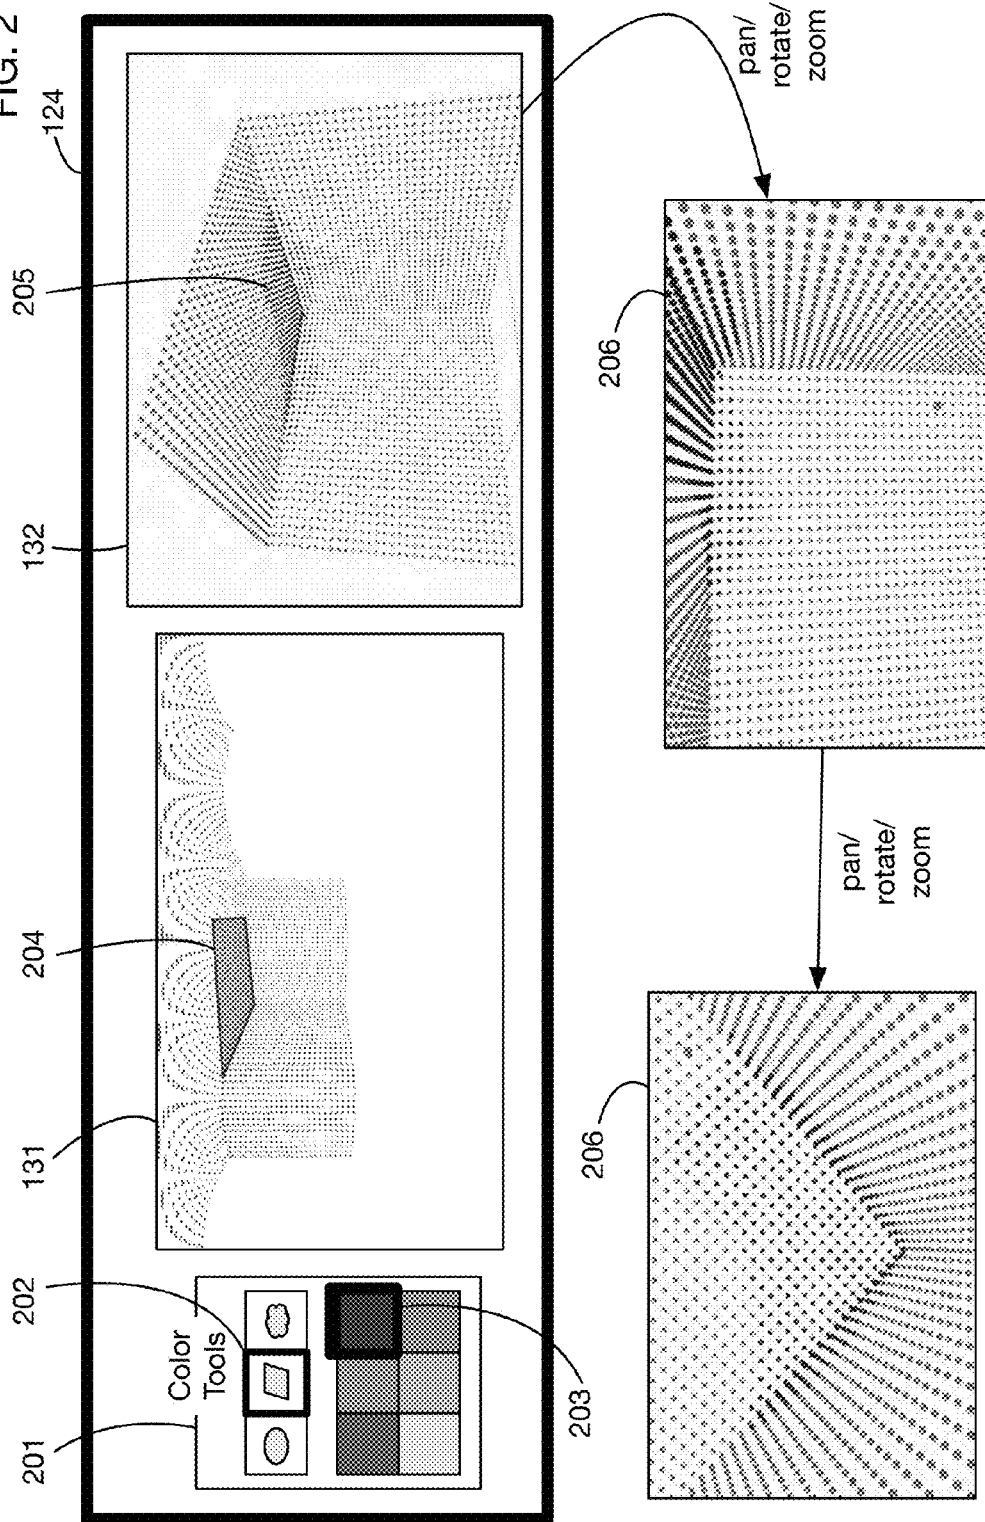 FIG. 2
124
201
202
131
204
132
205
Color
Tools
203
206
206
pan/
rotate/
zoom
pan/
rotate/
zoom